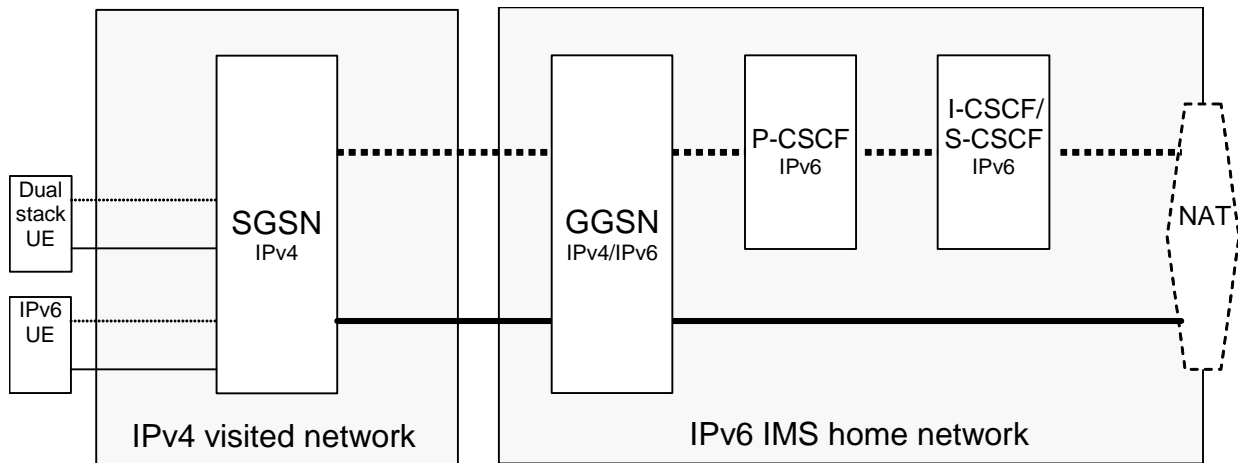 Dual
stack
UE
IPv6
UE
SGSN
IPv4
IPv4 visited network
GGSN
IPv4/IPv6
P-CSCF
IPv6
I-CSCF/
S-CSCF
IPv6
NAT
IPv6 IMS home network